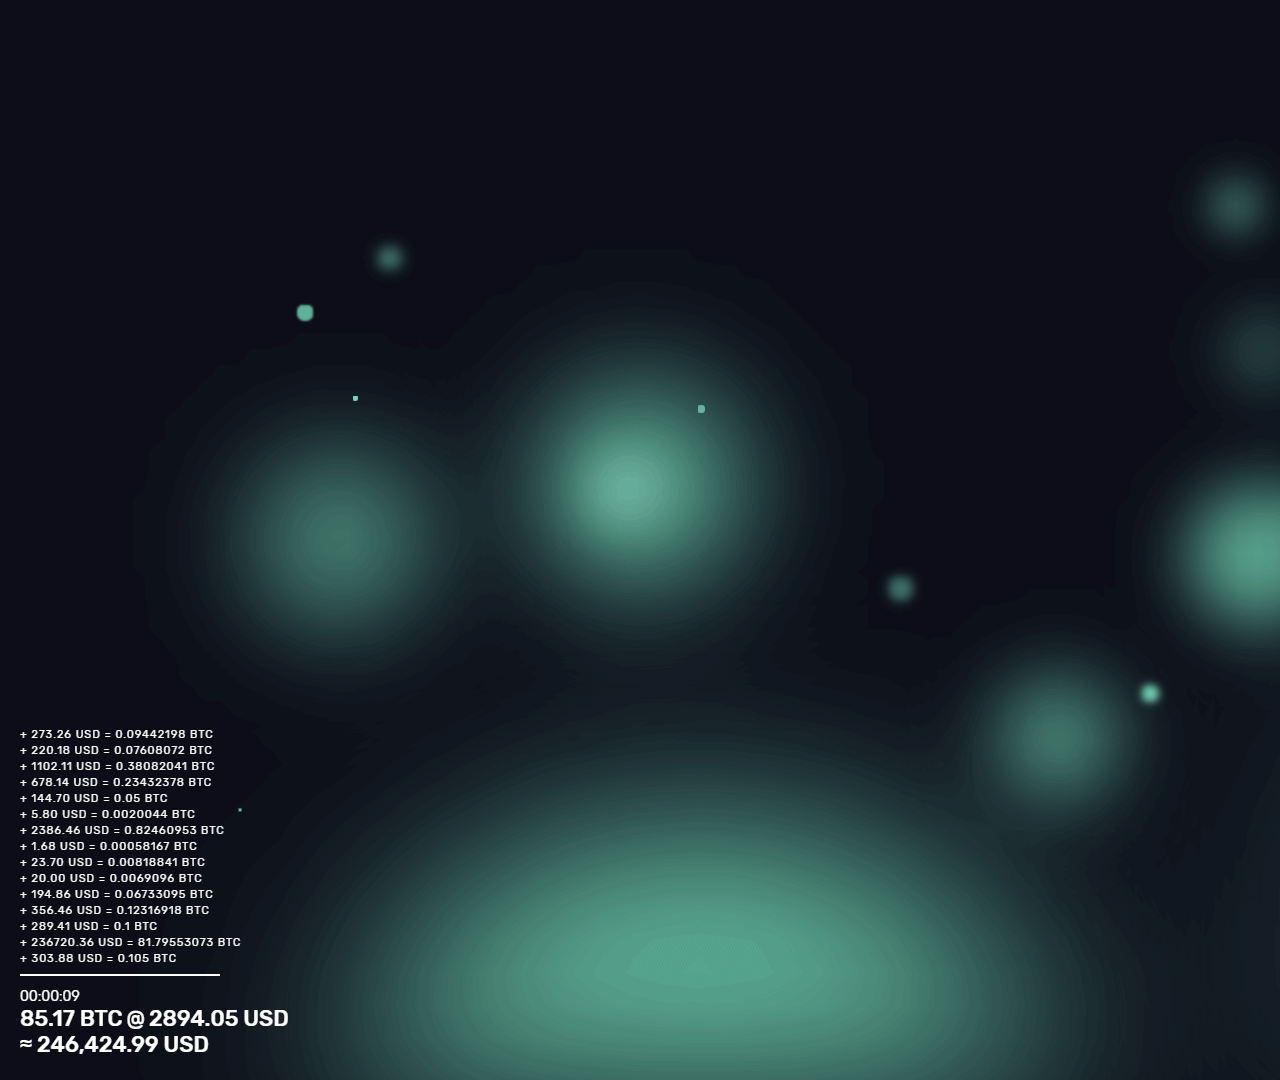 + 273.26 USD = 0.09442198 BTC
+ 220.18 USD = 0.07608072 BTC
+ 1102.11 USD = 0.38082041 BTC
+ 678.14 USD = 0.23432378 BTC
+ 144.70 USD = 0.05 BTC
+ 5.80 USD = 0.0020044 BTC
+ 2386.46 USD = 0.82460953 BTC
+ 1.68 USD = 0.00058167 BTC
+ 23.70 USD = 0.00818841 BTC
+ 20.00 USD = 0.0069096 BTC
+ 194.86 USD = 0.06733095 BTC
+ 356.46 USD = 0.12316918 BTC
+ 289.41 USD = 0.1 BTC
+ 236720.36 USD = 81.79553073 BTC
+ 303.88 USD = 0.105 BTC
00:00:09
85.17 BTC @ 2894.05 USD
≈ 246,424.99 USD